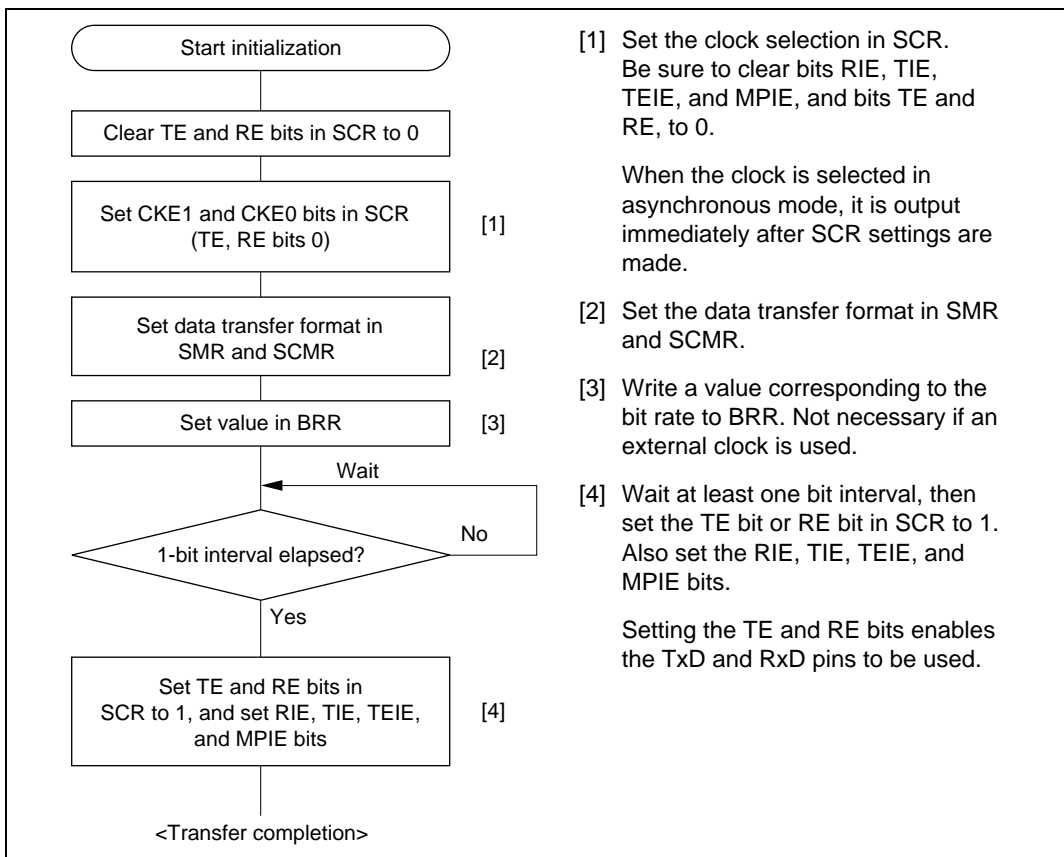 Start initialization
Clear TE and RE bits in SCR to 0
Set CKE1 and CKE0 bits in SCR
(TE, RE bits 0)
[1]
Set data transfer format in
SMR and SCMR
[2]
Set value in BRR
[3]
Wait
No
1-bit interval elapsed?
Yes
Set TE and RE bits in
SCR to 1, and set RIE, TIE, TEIE,
and MPIE bits
[4]
<Transfer completion>
[1] Set the clock selection in SCR.
Be sure to clear bits RIE, TIE,
TEIE, and MPIE, and bits TE and
RE, to 0.
When the clock is selected in
asynchronous mode, it is output
immediately after SCR settings are
made.
[2] Set the data transfer format in SMR
and SCMR.
[3] Write a value corresponding to the
bit rate to BRR. Not necessary if an
external clock is used.
[4] Wait at least one bit interval, then
set the TE bit or RE bit in SCR to 1.
Also set the RIE, TIE, TEIE, and
MPIE bits.
Setting the TE and RE bits enables
the TxD and RxD pins to be used.